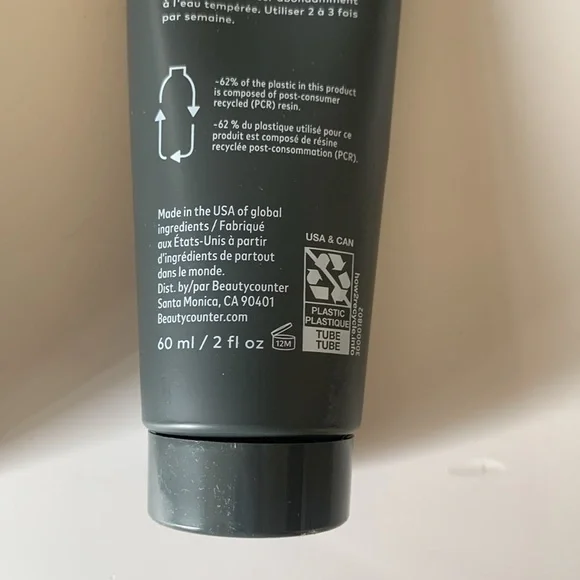 à l'eau tempérée. Utiliser 2 à 3 fois
par semaine.
~62% of the plastic in this product
is composed of post-consumer
recycled (PCR) resin.
~62 % du plastique utilisé pour ce
produit est composé de résine
recyclée post-consommation (PCR).
Made in the USA of global
ingredients / Fabriqué
aux États-Unis à partir
d'ingrédients de partout
dans le monde.
Dist. by/par Beautycounter
Santa Monica, CA 90401
Beautycounter.com
60 ml / 2 fl oz
12M
USA & CAN
PLASTIC
PLASTIQUE
TUBE
TUBE
how2recycle.info